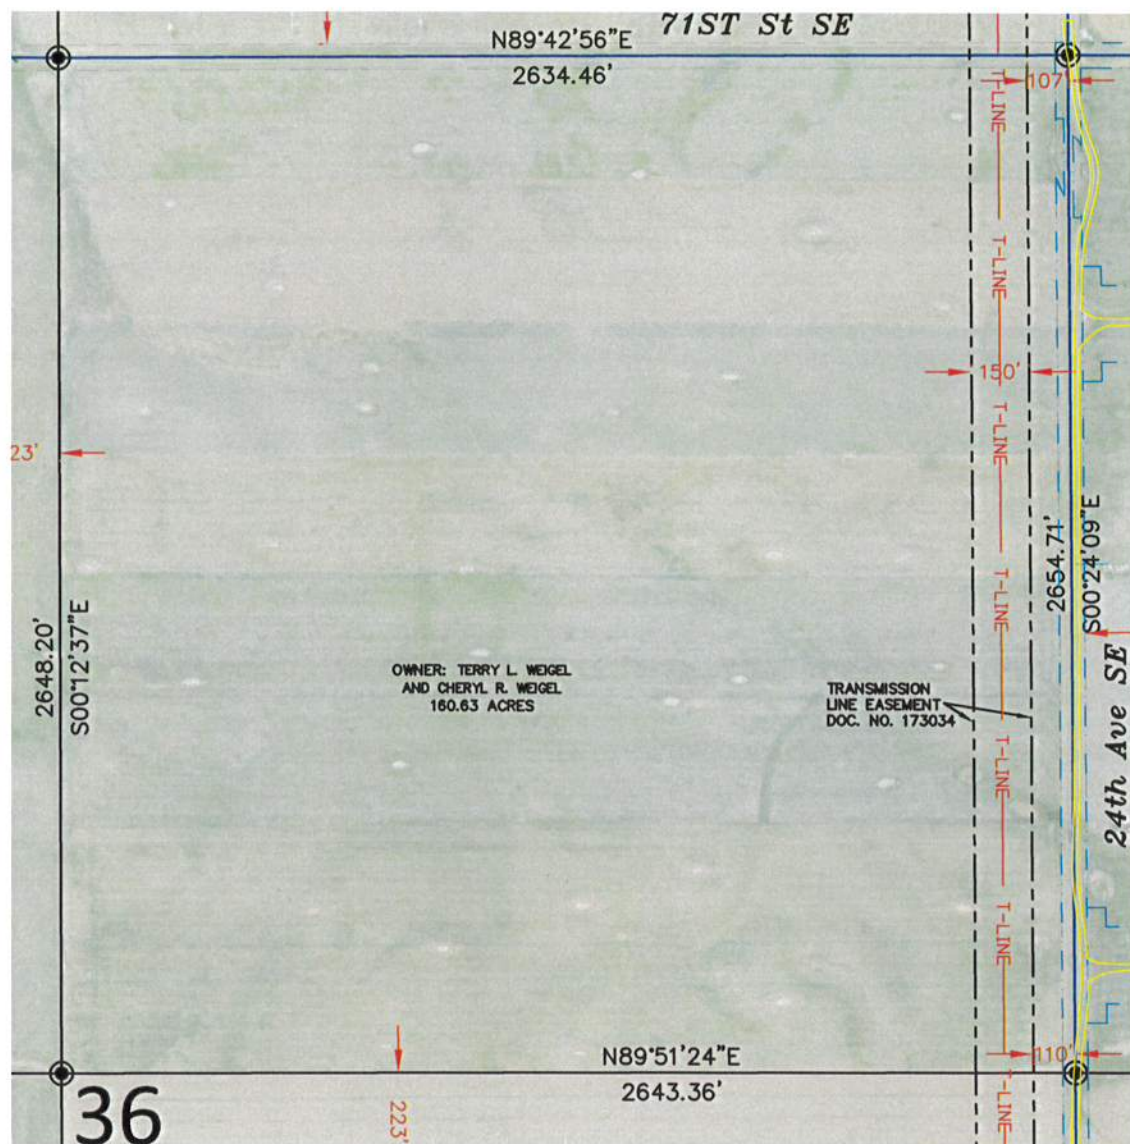 71ST St SE
N89°42'56"E
2634.46'
107'
T-LINE
T-LINE
150'
T-LINE
23'
2654.71'
S00°24'09"E
T-LINE
2648.20'
S00°12'37"E
OWNER: TERRY L. WEIGEL
AND CHERYL R. WEIGEL
160.63 ACRES
TRANSMISSION
LINE EASEMENT
DOC. NO. 173034
24th Ave SE
T-LINE
T-LINE
N89°51'24"E
2643.36'
110'
36
223'
T-LINE